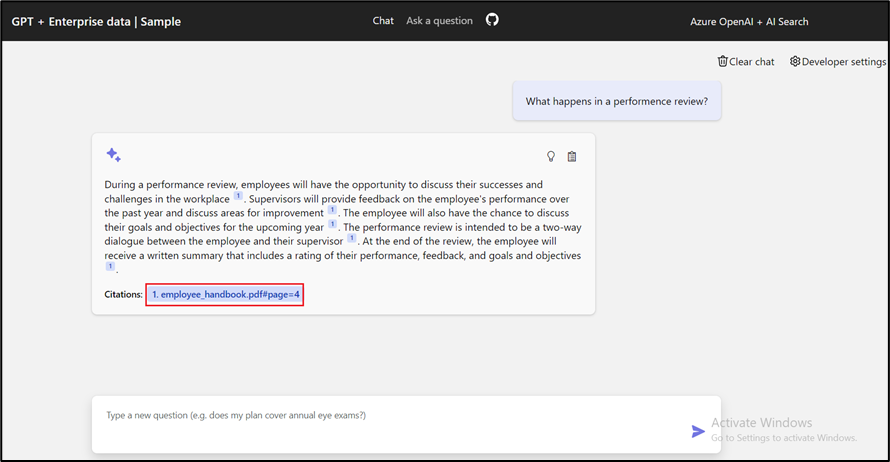 GPT + Enterprise data | Sample
Chat
Ask a question
Azure OpenAI + AI Search
Clear chat
Developer settings
What happens in a performence review?
During a performance review, employees will have the opportunity to discuss their successes and
challenges in the workplace 1. Supervisors will provide feedback on the employee's performance over
the past year and discuss areas for improvement 1. The employee will also have the chance to discuss
their goals and objectives for the upcoming year 1. The performance review is intended to be a two-way
dialogue between the employee and their supervisor 1. At the end of the review, the employee will
receive a written summary that includes a rating of their performance, feedback, and goals and objectives
1.
Citations: 1. employee_handbook.pdf#page=4
Type a new question (e.g. does my plan cover annual eye exams?)
Activate Windows
Go to Settings to activate Windows.